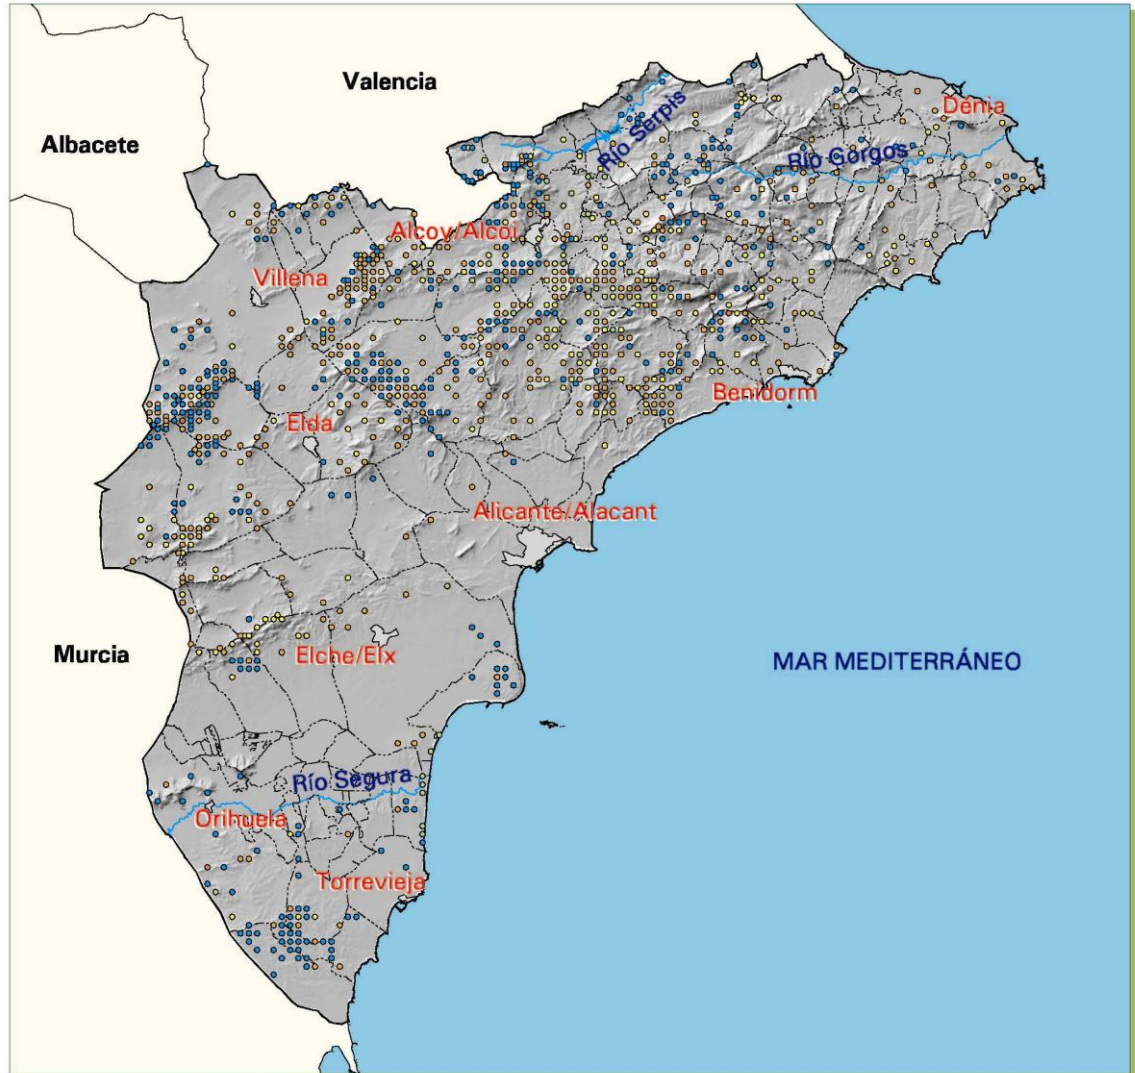 Valencia
Dénia
Río Serpis
Albacete
Río Gorgos
Alcoy/Alcoi
Villena
Benidorm
Elda
Alicante/Alacant
Murcia
Elche/Elx
MAR MEDITERRÁNEO
Río Segura
Orihuela
Torrevieja